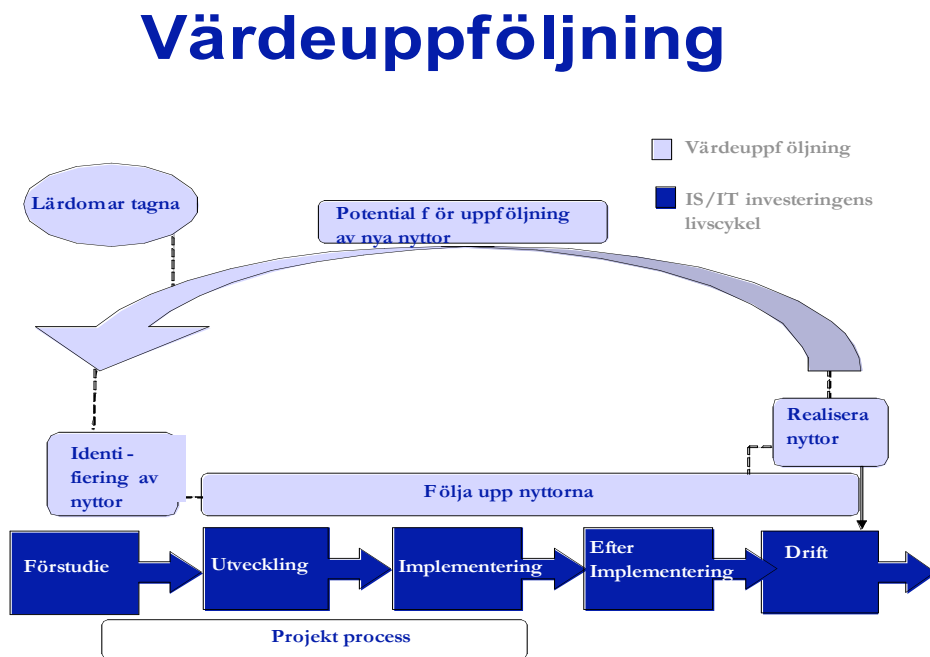 Värdeuppföljning
Värdeuppf öljning
IS/IT investeringens
livscykel
Lärdomar tagna
Potential f ör uppföljning
av nya nyttor
Realisera
nyttor
Identi -
fiering av
nyttor
Följa upp nyttorna
Förstudie
Utveckling
Implementering
Efter
Implementering
Drift
Projekt process